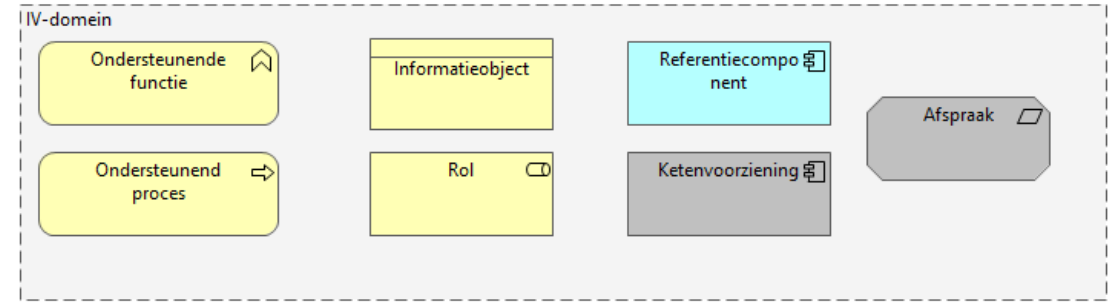 IV-domein
Ondersteunende
functie
Informatieobject
Referentiecompo
nent
Afspraak
Ondersteunend
proces
Rol
Ketenvoorziening